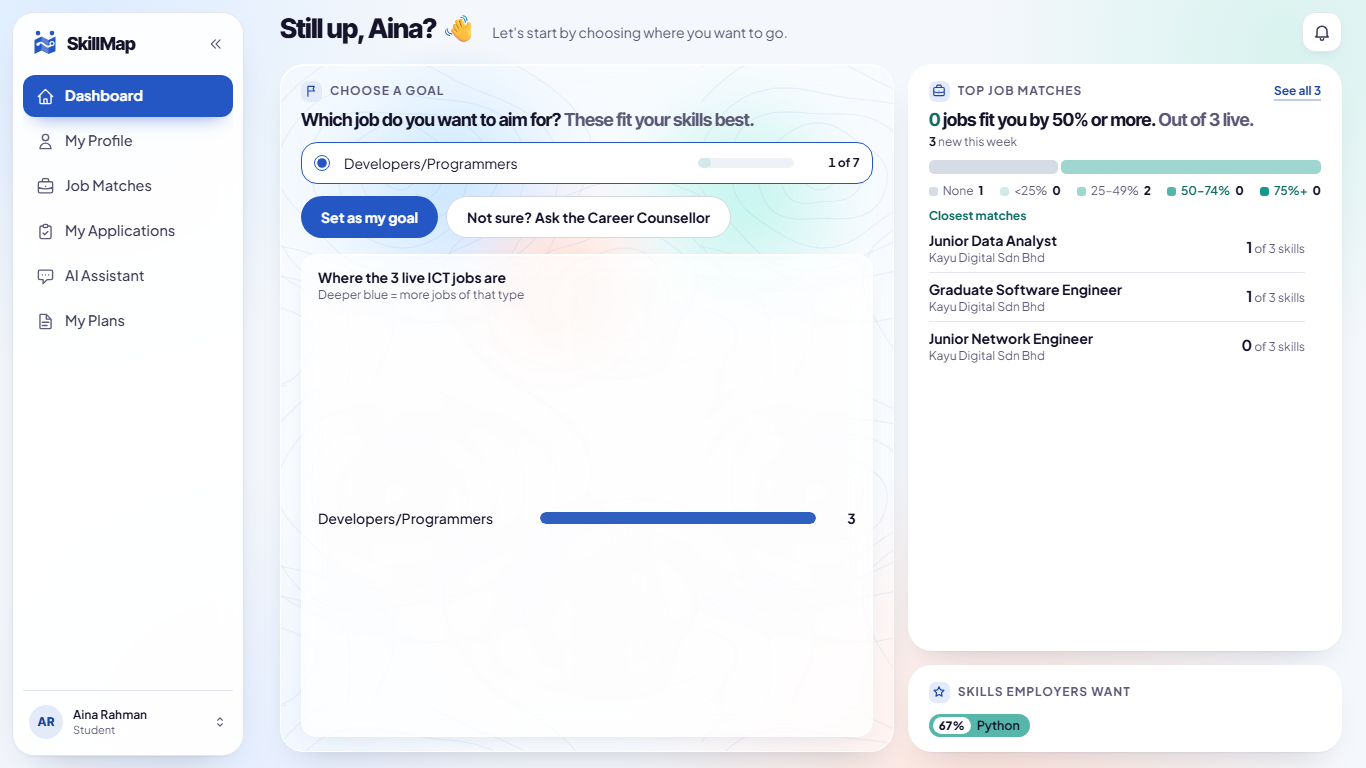 SkillMap
Dashboard
My Profile
Job Matches
My Applications
AI Assistant
My Plans
AR
Aina Rahman
Student
Still up, Aina? 👋 Let's start by choosing where you want to go.
CHOOSE A GOAL
Which job do you want to aim for? These fit your skills best.
Developers/Programmers 1 of 7
Set as my goal
Not sure? Ask the Career Counsellor
Where the 3 live ICT jobs are
Deeper blue = more jobs of that type
Developers/Programmers 3
TOP JOB MATCHES See all 3
0 jobs fit you by 50% or more. Out of 3 live.
3 new this week
None 1 <25% 0 25–49% 2 50–74% 0 75%+ 0
Closest matches
Junior Data Analyst
Kayu Digital Sdn Bhd
1 of 3 skills
Graduate Software Engineer
Kayu Digital Sdn Bhd
1 of 3 skills
Junior Network Engineer
Kayu Digital Sdn Bhd
0 of 3 skills
SKILLS EMPLOYERS WANT
67% Python